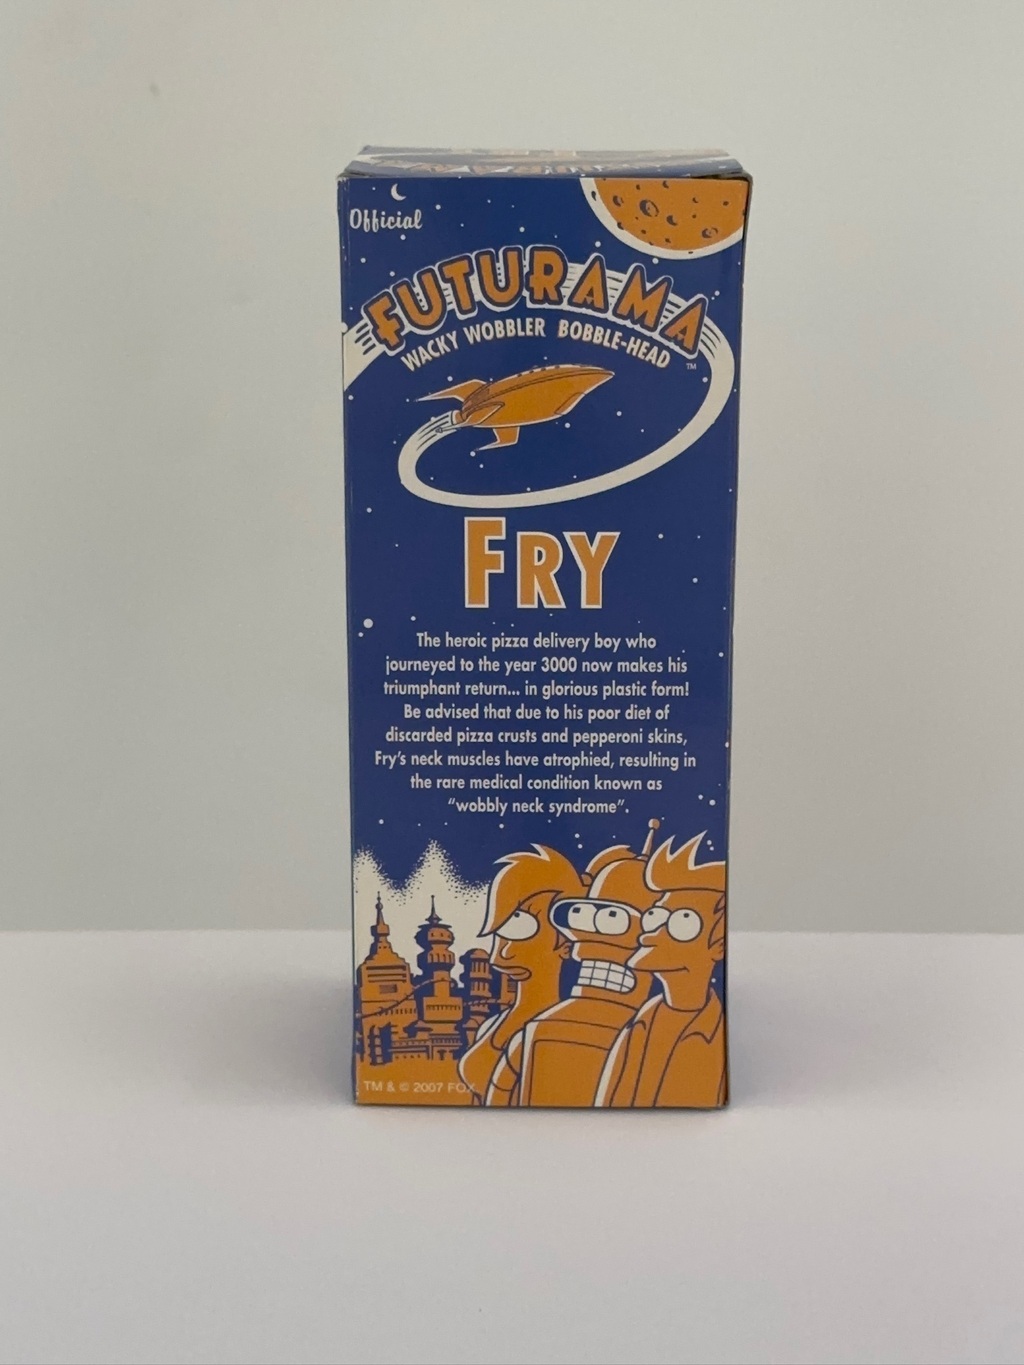 Official
FUTURAMA
WACKY WOBBLER BOBBLE-HEAD
TM
FRY
The heroic pizza delivery boy who
journeyed to the year 3000 now makes his
triumphant return... in glorious plastic form!
Be advised that due to his poor diet of
discarded pizza crusts and pepperoni skins,
Fry's neck muscles have atrophied, resulting in
the rare medical condition known as
"wobbly neck syndrome".
TM & © 2007 FOX